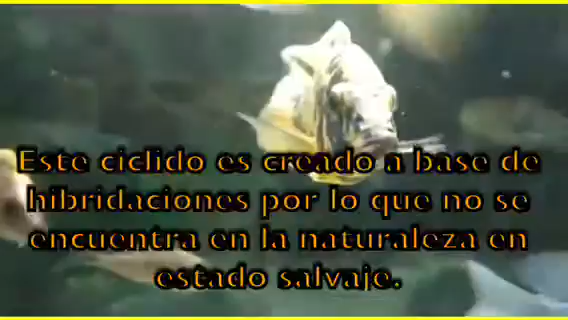 Este ciclido es creado a base de
hibridaciones por lo que no se
encuentra en la naturaleza en
estado salvaje.